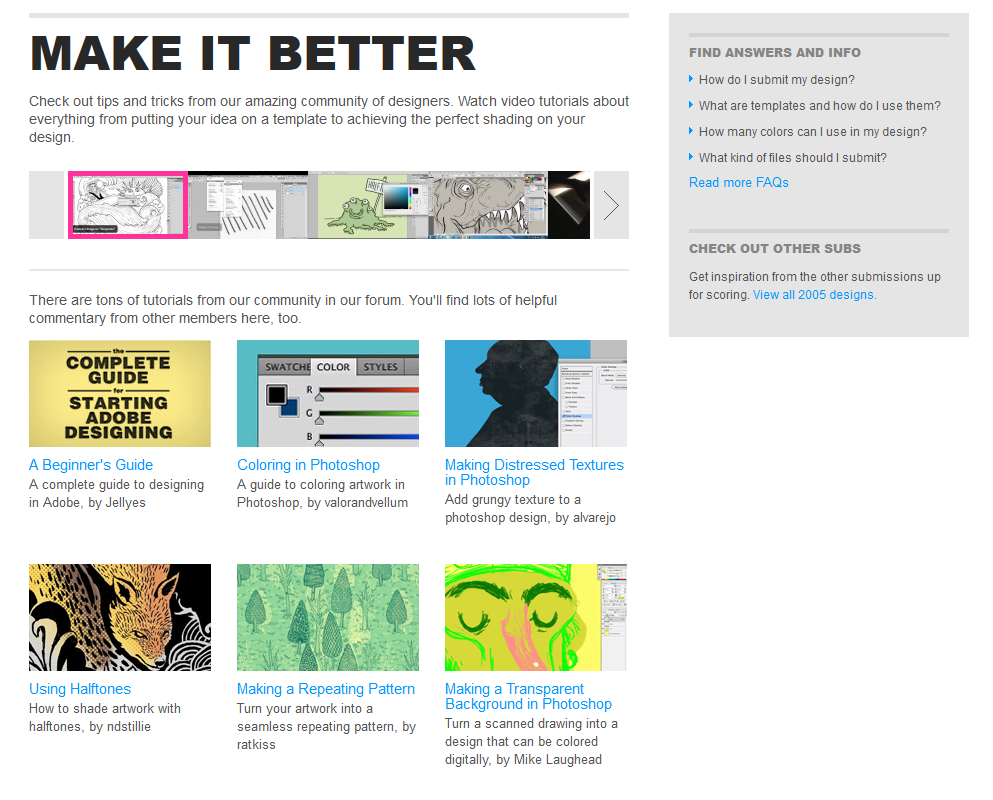 MAKE IT BETTER
Check out tips and tricks from our amazing community of designers. Watch video tutorials about
everything from putting your idea on a template to achieving the perfect shading on your
design.
There are tons of tutorials from our community in our forum. You'll find lots of helpful
commentary from other members here, too.
the
COMPLETE
GUIDE
for
STARTING
ADOBE
DESIGNING
A Beginner's Guide
A complete guide to designing
in Adobe, by Jellyes
SWATCHE COLOR STYLES
R
G
B
Coloring in Photoshop
A guide to coloring artwork in
Photoshop, by valorandvellum
Making Distressed Textures
in Photoshop
Add grungy texture to a
photoshop design, by alvarejo
Using Halftones
How to shade artwork with
halftones, by ndstillie
Making a Repeating Pattern
Turn your artwork into a
seamless repeating pattern, by
ratkiss
Making a Transparent
Background in Photoshop
Turn a scanned drawing into a
design that can be colored
digitally, by Mike Laughead
FIND ANSWERS AND INFO
How do I submit my design?
What are templates and how do I use them?
How many colors can I use in my design?
What kind of files should I submit?
Read more FAQs
CHECK OUT OTHER SUBS
Get inspiration from the other submissions up
for scoring. View all 2005 designs.